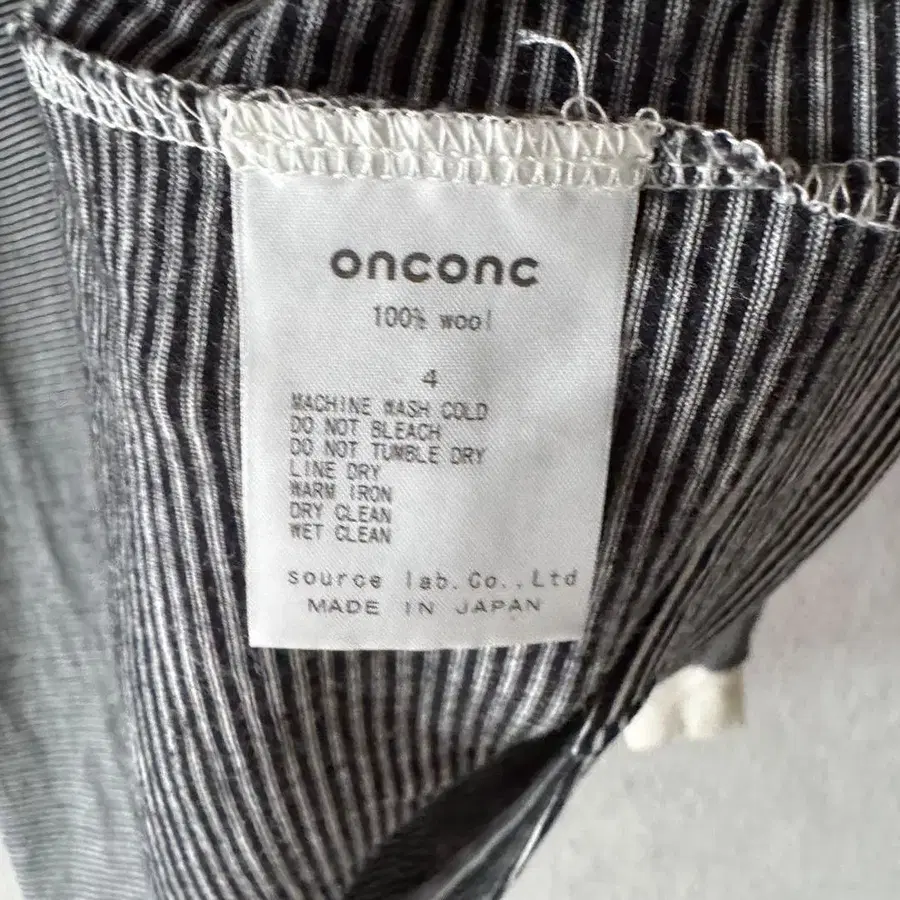 onconc
100% wool
4
MACHINE WASH COLD
DO NOT BLEACH
DO NOT TUMBLE DRY
LINE DRY
WARM IRON
DRY CLEAN
WET CLEAN
source lab.Co.,Ltd
MADE IN JAPAN